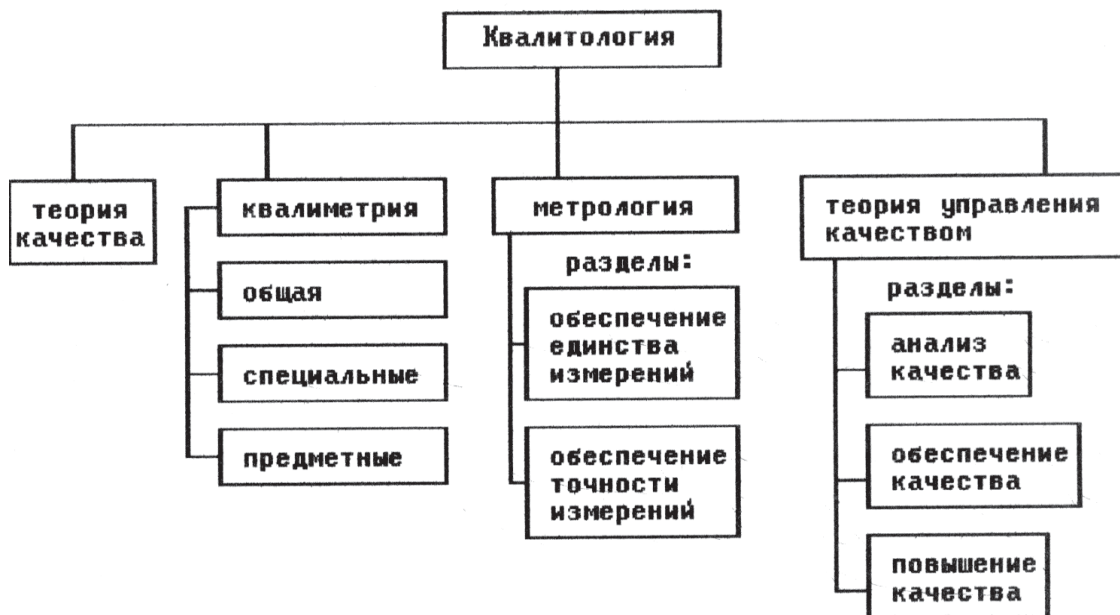 Квалитология
теория
качества
квалиметрия
общая
специальные
предметные
метрология
разделы:
обеспечение
единства
измерений
обеспечение
точности
измерений
теория управления
качеством
разделы:
анализ
качества
обеспечение
качества
повышение
качества